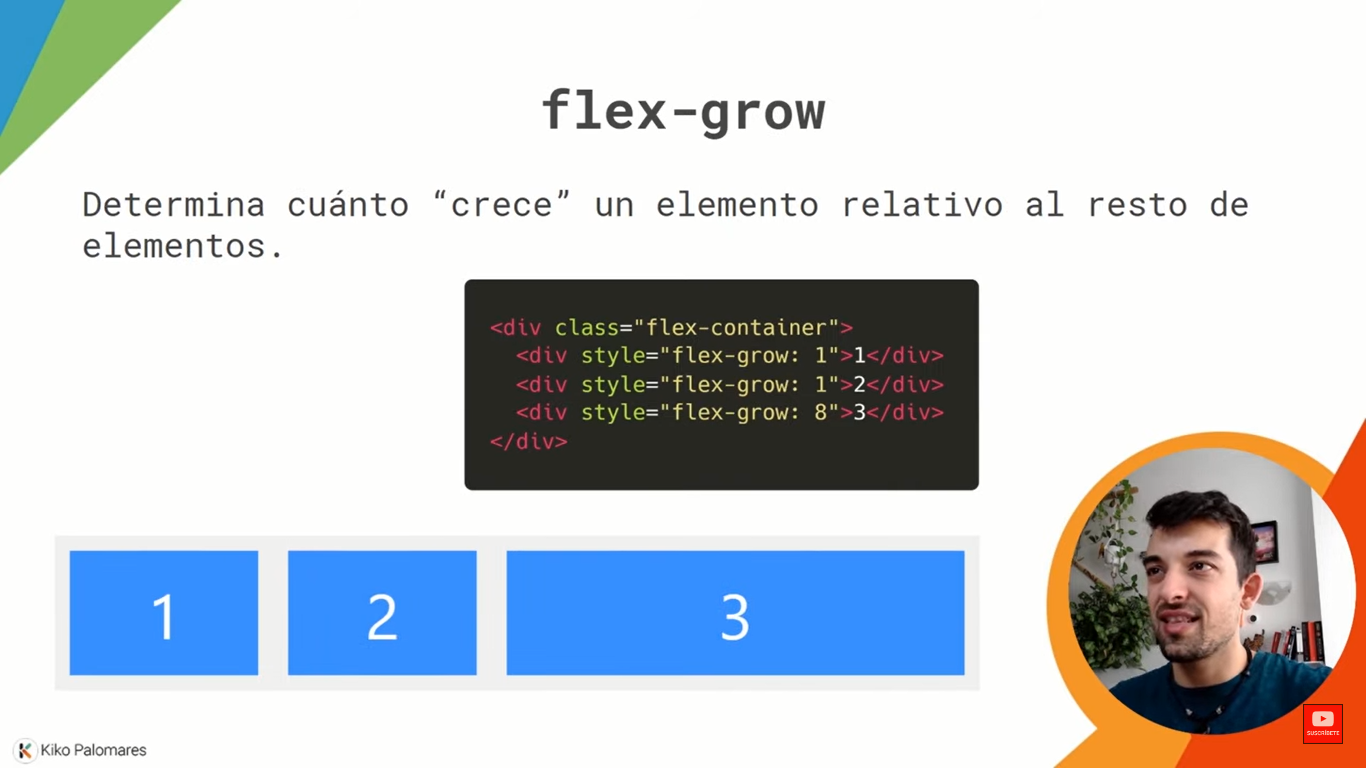 flex-grow
Determina cuánto “crece” un elemento relativo al resto de
elementos.
<div class="flex-container">
  <div style="flex-grow: 1">1</div>
  <div style="flex-grow: 1">2</div>
  <div style="flex-grow: 8">3</div>
</div>
1 2 3
Kiko Palomares
SUSCRÍBETE